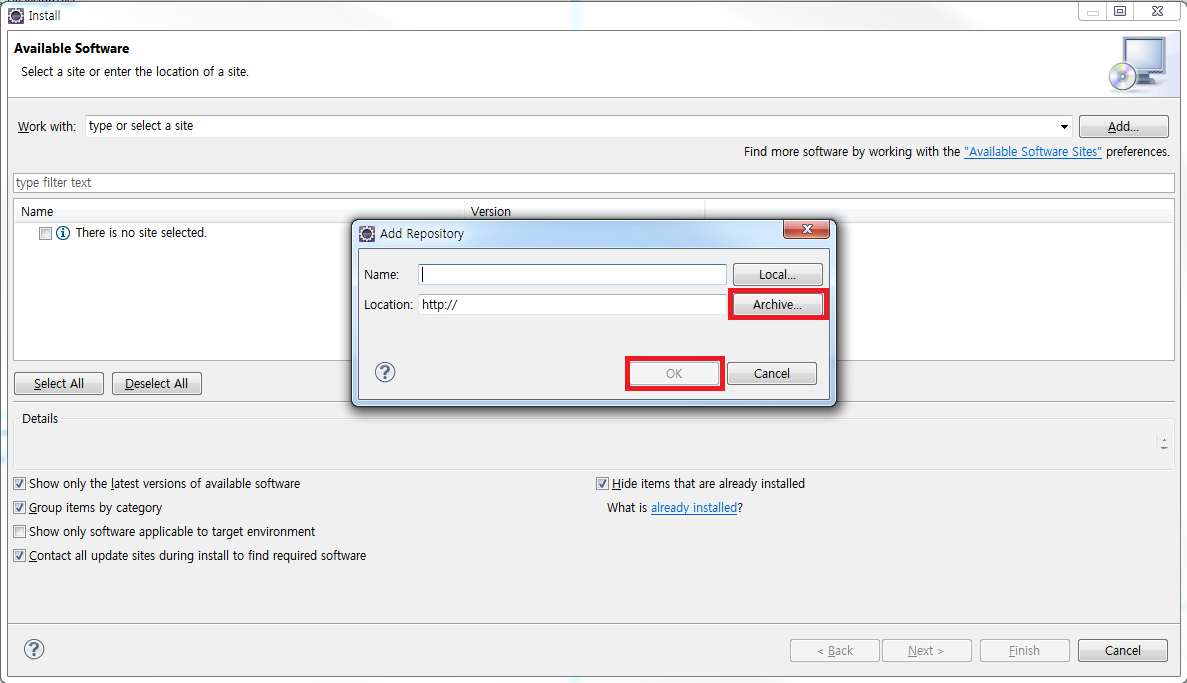 Install
Available Software
Select a site or enter the location of a site.
Work with: type or select a site Add...
Find more software by working with the "Available Software Sites" preferences.
type filter text
Name Version
There is no site selected.
Add Repository
Name: Local...
Location: http:// Archive...
OK Cancel
Select All Deselect All
Details
Show only the latest versions of available software
Hide items that are already installed
Group items by category
What is already installed?
Show only software applicable to target environment
Contact all update sites during install to find required software
< Back Next > Finish Cancel